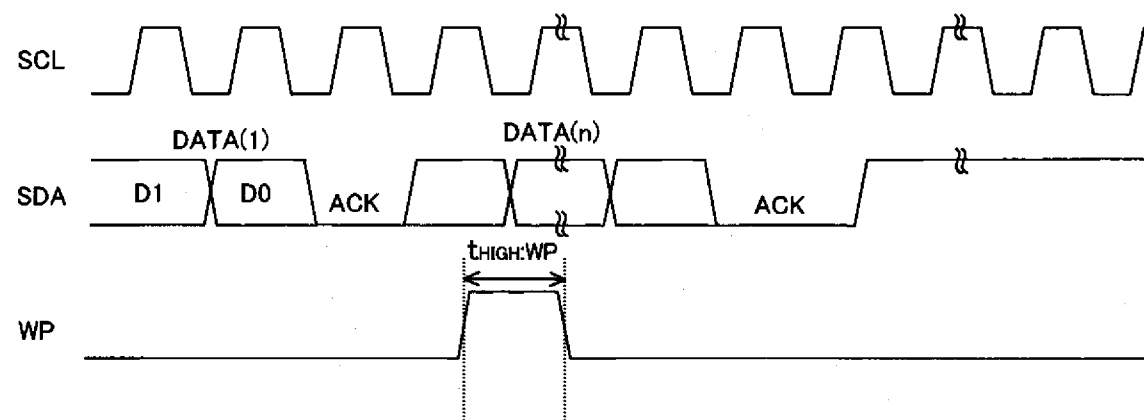 SCL
DATA(1)
DATA(n)
SDA
D1
D0
ACK
ACK
tHIGH:WP
WP